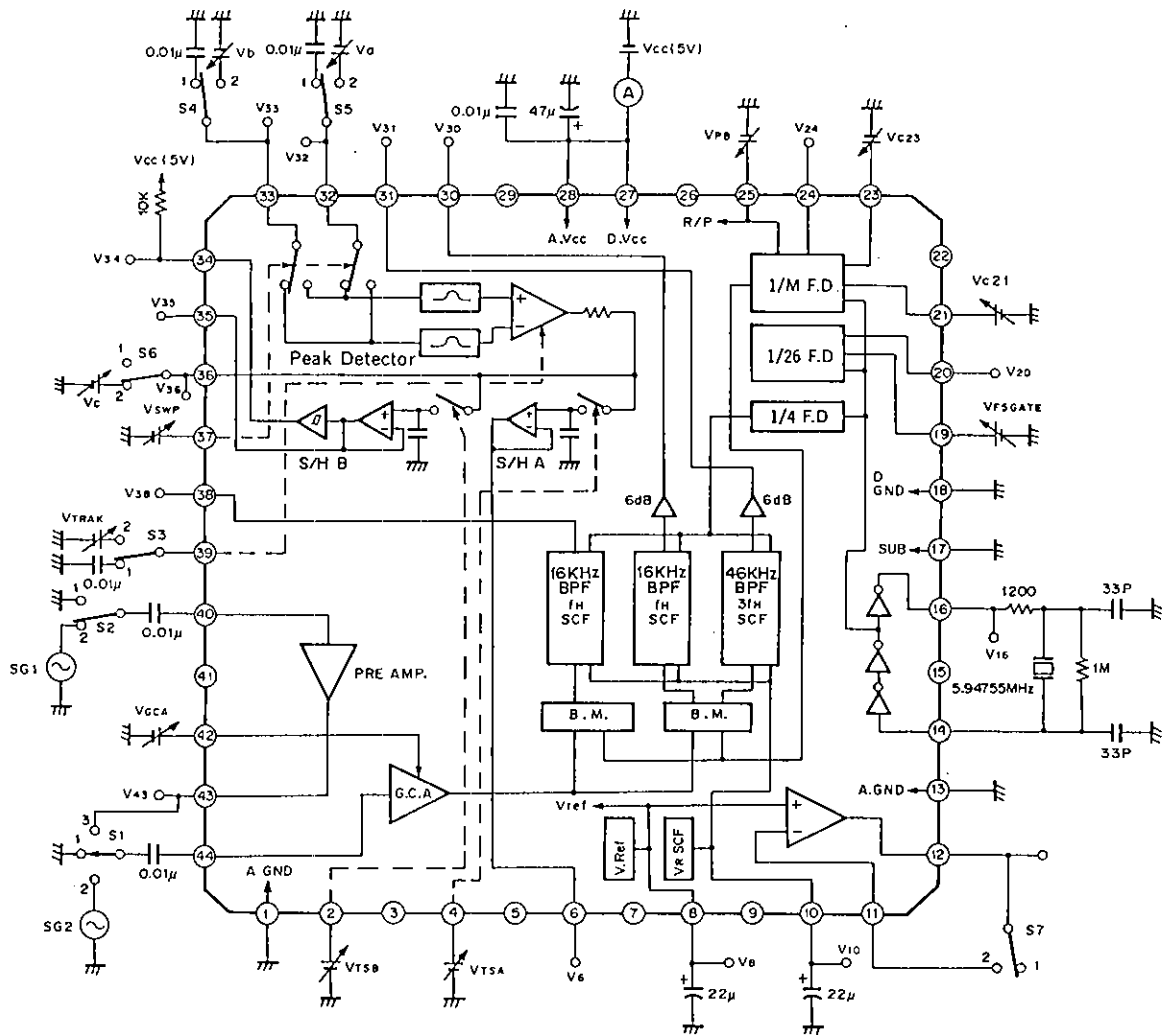 0.01μ
Vb
0.01μ
Va
Vcc(5V)
1
2
1
2
S4
S5
A
0.01μ
47μ
+
V33
V32
V31
V30
VPB
V24
VC23
Vcc(5V)
10K
33
32
31
30
29
28
27
26
25
24
23
R/P
A.Vcc
D.Vcc
V34
34
22
1/M F.D
V35
35
+
−
21
VC21
Peak Detector
1/26 F.D
S6
1
2
36
VC
V36
20
V20
VSWP
37
+
−
+
−
1/4 F.D
19
VFSGATE
S/H B
S/H A
V38
38
6dB
6dB
D
GND
18
VTRAK
2
S3
1
0.01μ
39
SUB
17
16KHz
BPF
fH
SCF
16KHz
BPF
fH
SCF
46KHz
BPF
3fH
SCF
16
1200
33P
1
S2
2
0.01μ
40
V16
SG1
PRE AMP.
41
15
5.94755MHz
1M
VGCA
42
B.M.
B.M.
14
33P
V43
43
G.C.A
A.GND
13
3
1
S1
2
0.01μ
44
Vref
V.Ref
VR SCF
+
−
12
A GND
SG2
1
2
3
4
5
6
7
8
9
10
11
S7
2
1
VTSB
VTSA
V6
V8
V10
+
22μ
+
22μ